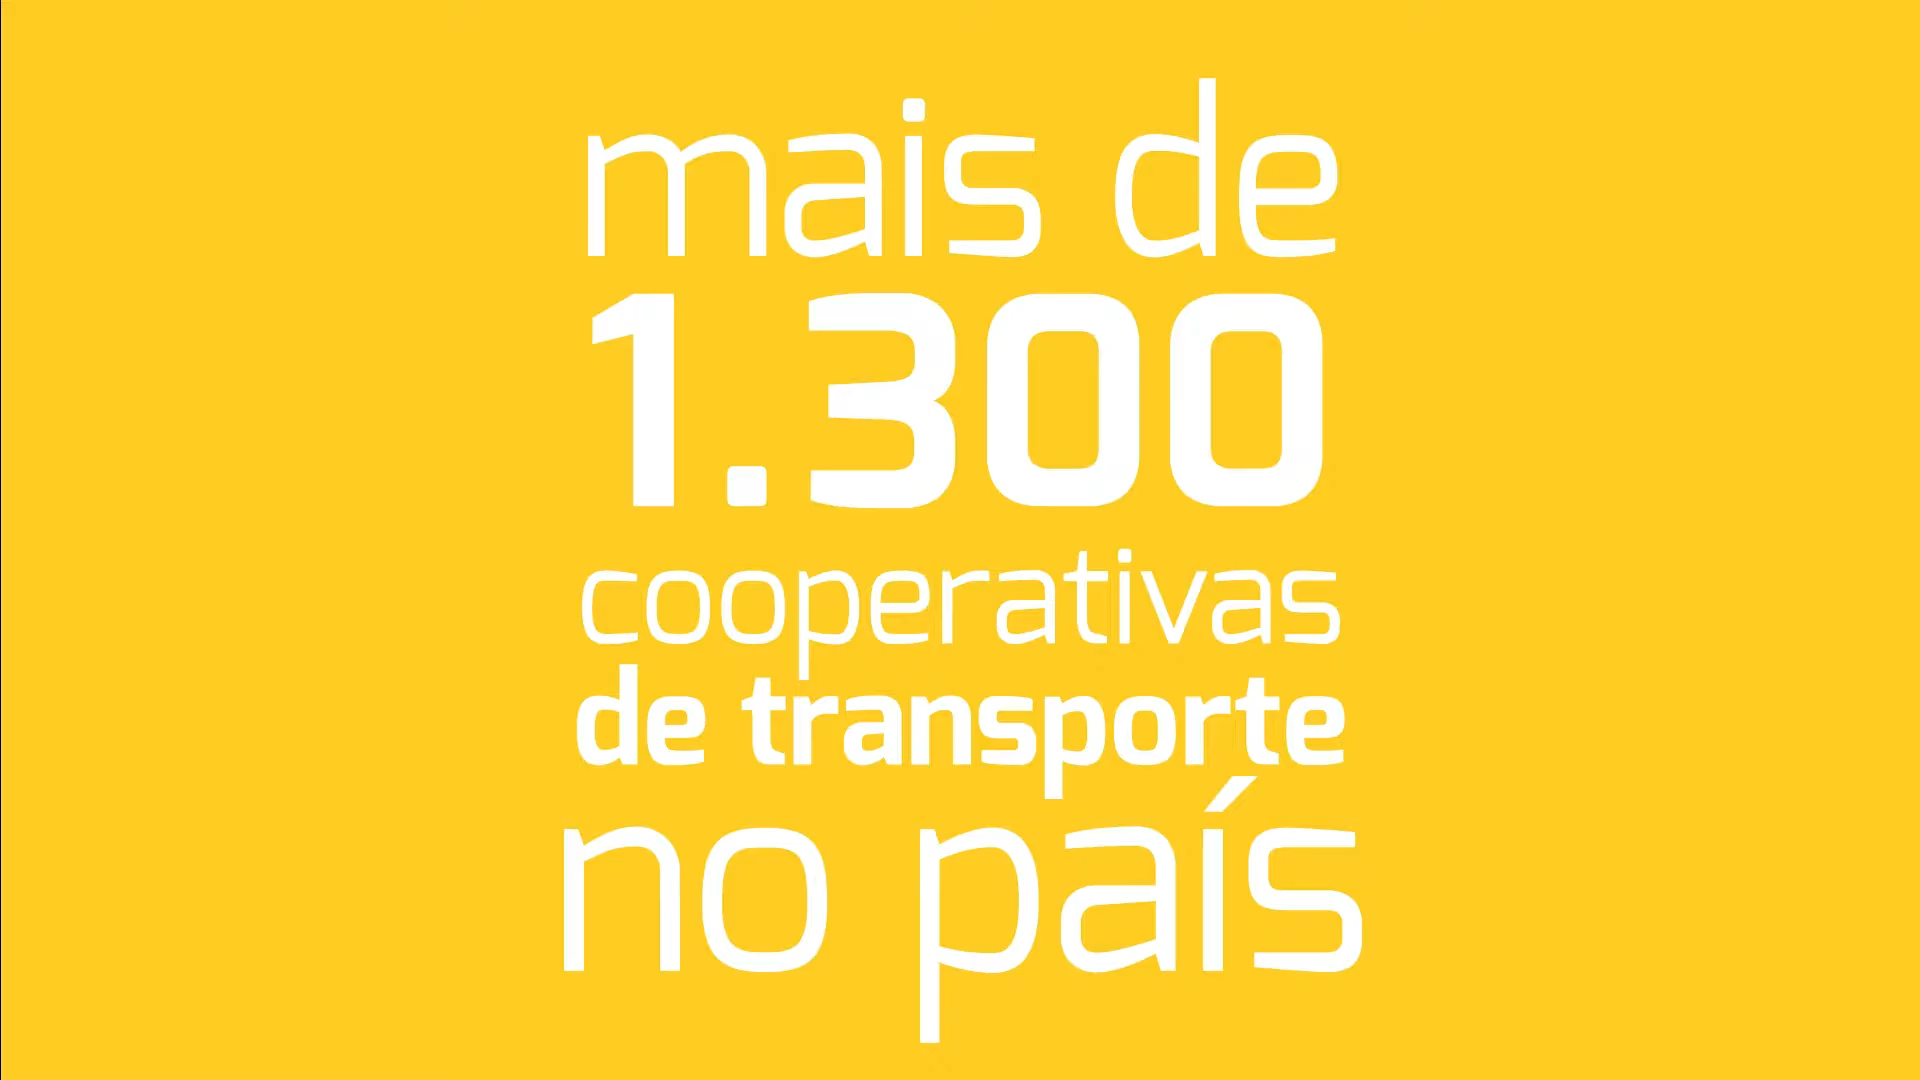 mais de
1.300
cooperativas
de transporte
no país